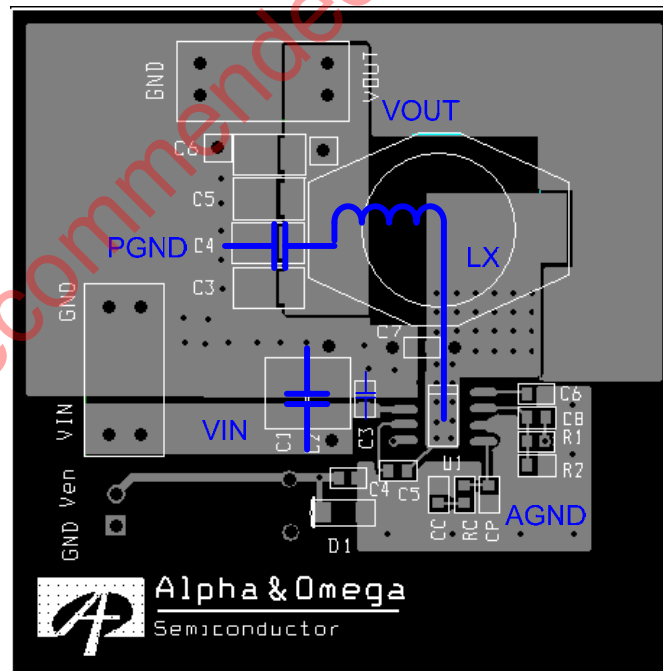 ecommended
GND
VOUT
VOUT
C6
C5
PGND
C4
LX
C3
GND
C7
VIN
VIN
C1
C2
C3
C6
C8
R1
R2
U1
C4
C5
GND Ven
CC
RC
CP
AGND
D1
Alpha & Omega
Semiconductor